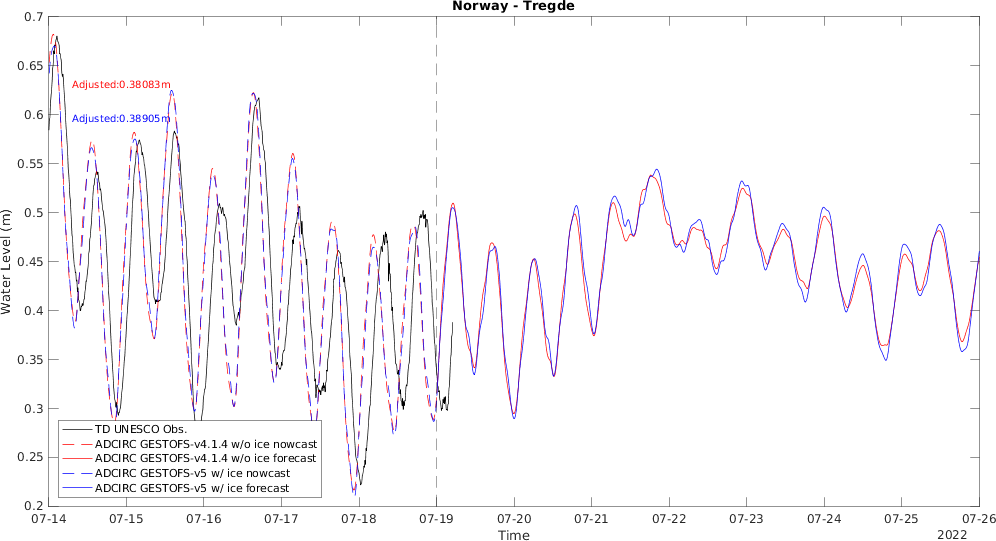 Norway - Tregde
0.7
0.65
0.6
0.55
0.5
0.45
0.4
0.35
0.3
0.25
0.2
Water Level (m)
Adjusted:0.38083m
Adjusted:0.38905m
TD UNESCO Obs.
ADCIRC GESTOFS-v4.1.4 w/o ice nowcast
ADCIRC GESTOFS-v4.1.4 w/o ice forecast
ADCIRC GESTOFS-v5 w/ ice nowcast
ADCIRC GESTOFS-v5 w/ ice forecast
07-14 07-15 07-16 07-17 07-18 07-19 07-20 07-21 07-22 07-23 07-24 07-25 07-26
Time
2022